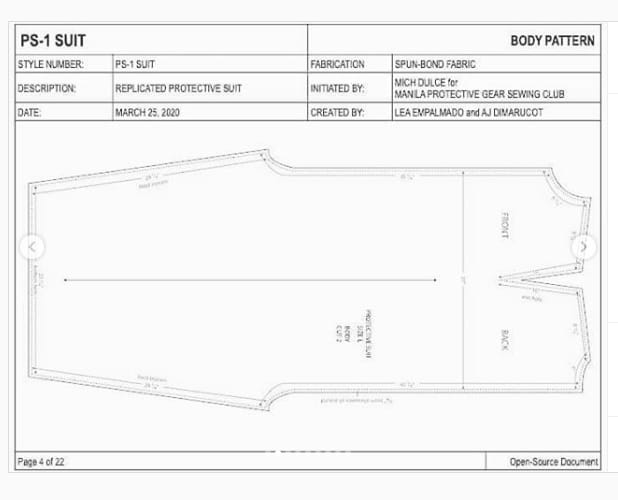 PS-1 SUIT
BODY PATTERN
STYLE NUMBER: PS-1 SUIT FABRICATION SPUN-BOND FABRIC
DESCRIPTION: REPLICATED PROTECTIVE SUIT INITIATED BY: MICH DULCE for
MANILA PROTECTIVE GEAR SEWING CLUB
DATE: MARCH 25, 2020 CREATED BY: LEA EMPALMADO and AJ DIMARUCOT
FRONT
BACK
PROTECTIVE SUIT
SIZE L
BODY
CUT 2
Page 4 of 22
Open-Source Document